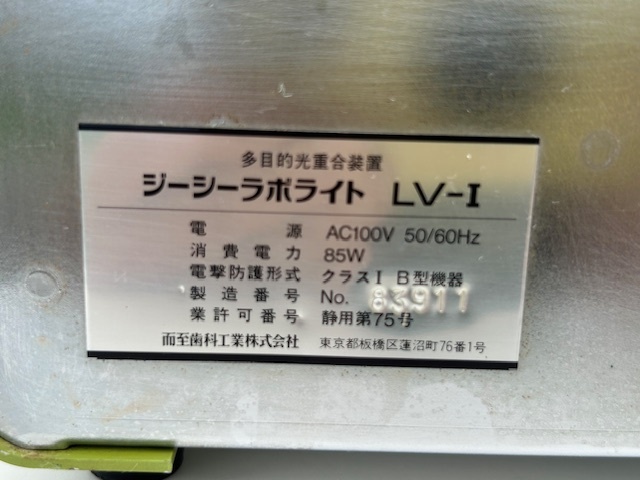 多目的光重合装置
ジーシーラボライト LV-I
電源 AC100V 50/60Hz
消費電力 85W
電撃防護形式 クラスI B型機器
製造番号 No. 83911
業許可番号 静用第75号
而至歯科工業株式会社 東京都板橋区蓮沼町76番1号